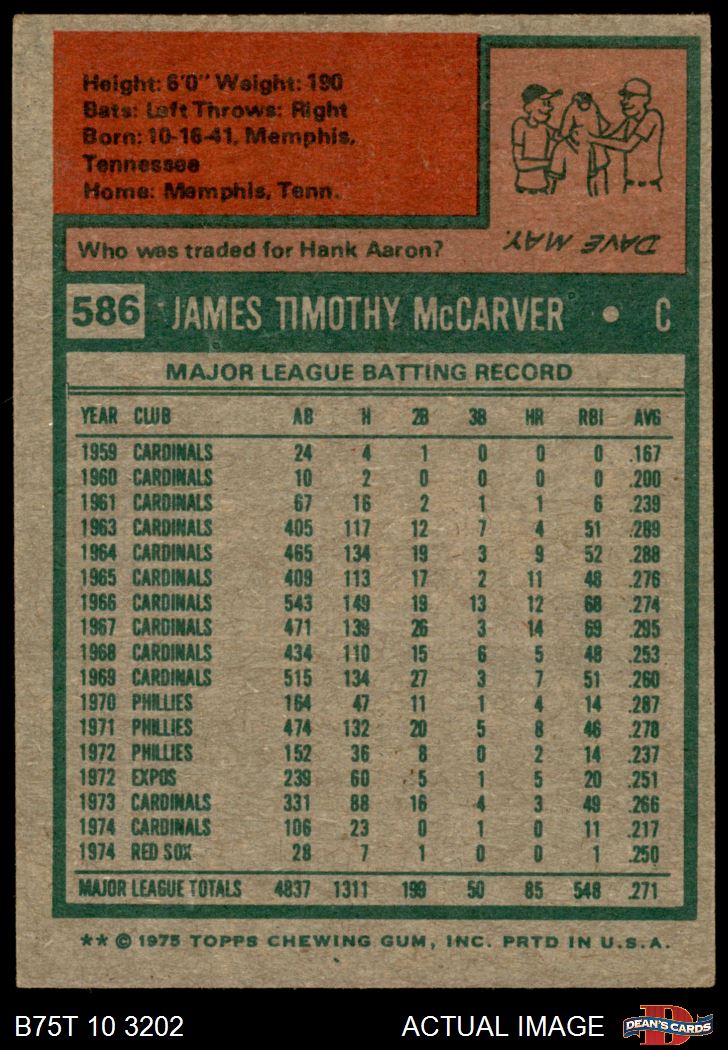 Height: 6'0" Weight: 190
Bats: Left Throws: Right
Born: 10-16-41, Memphis,
Tennessee
Home: Memphis, Tenn.
Who was traded for Hank Aaron?
DAVE MAY.
586 JAMES TIMOTHY McCARVER • C
MAJOR LEAGUE BATTING RECORD
YEAR CLUB AB H 2B 3B HR RBI AVG
1959 CARDINALS 24 4 1 0 0 0 .167
1960 CARDINALS 10 2 0 0 0 0 .200
1961 CARDINALS 67 16 2 1 1 6 .239
1963 CARDINALS 405 117 12 7 4 51 .289
1964 CARDINALS 465 134 19 3 9 52 .288
1965 CARDINALS 409 113 17 2 11 48 .276
1966 CARDINALS 543 149 19 13 12 68 .274
1967 CARDINALS 471 139 26 3 14 69 .295
1968 CARDINALS 434 110 15 6 5 48 .253
1969 CARDINALS 515 134 27 3 7 51 .260
1970 PHILLIES 164 47 11 1 4 14 .287
1971 PHILLIES 474 132 20 5 8 46 .278
1972 PHILLIES 152 36 8 0 2 14 .237
1972 EXPOS 239 60 5 1 5 20 .251
1973 CARDINALS 331 88 16 4 3 49 .266
1974 CARDINALS 106 23 0 1 0 11 .217
1974 RED SOX 28 7 1 0 0 1 .250
MAJOR LEAGUE TOTALS 4837 1311 199 50 85 548 .271
** © 1975 TOPPS CHEWING GUM, INC. PRTD IN U.S.A.
B75T 10 3202 ACTUAL IMAGE
D
DEAN'S CARDS